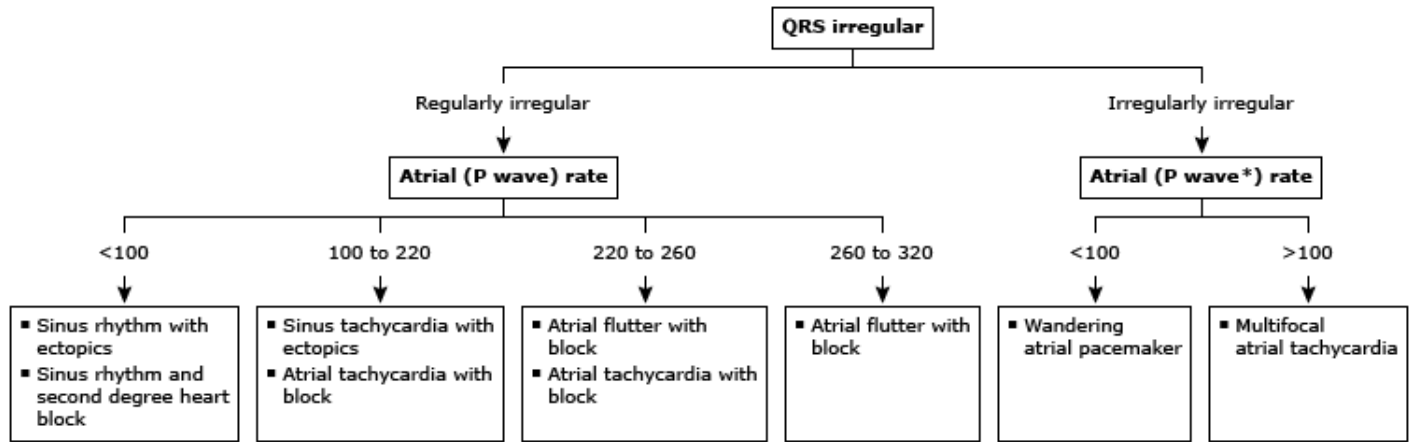 QRS irregular
Regularly irregular
Irregularly irregular
Atrial (P wave) rate
Atrial (P wave*) rate
<100
100 to 220
220 to 260
260 to 320
<100
>100
▪ Sinus rhythm with
ectopics
▪ Sinus rhythm and
second degree heart
block
▪ Sinus tachycardia with
ectopics
▪ Atrial tachycardia with
block
▪ Atrial flutter with
block
▪ Atrial tachycardia with
block
▪ Atrial flutter with
block
▪ Wandering
atrial pacemaker
▪ Multifocal
atrial tachycardia